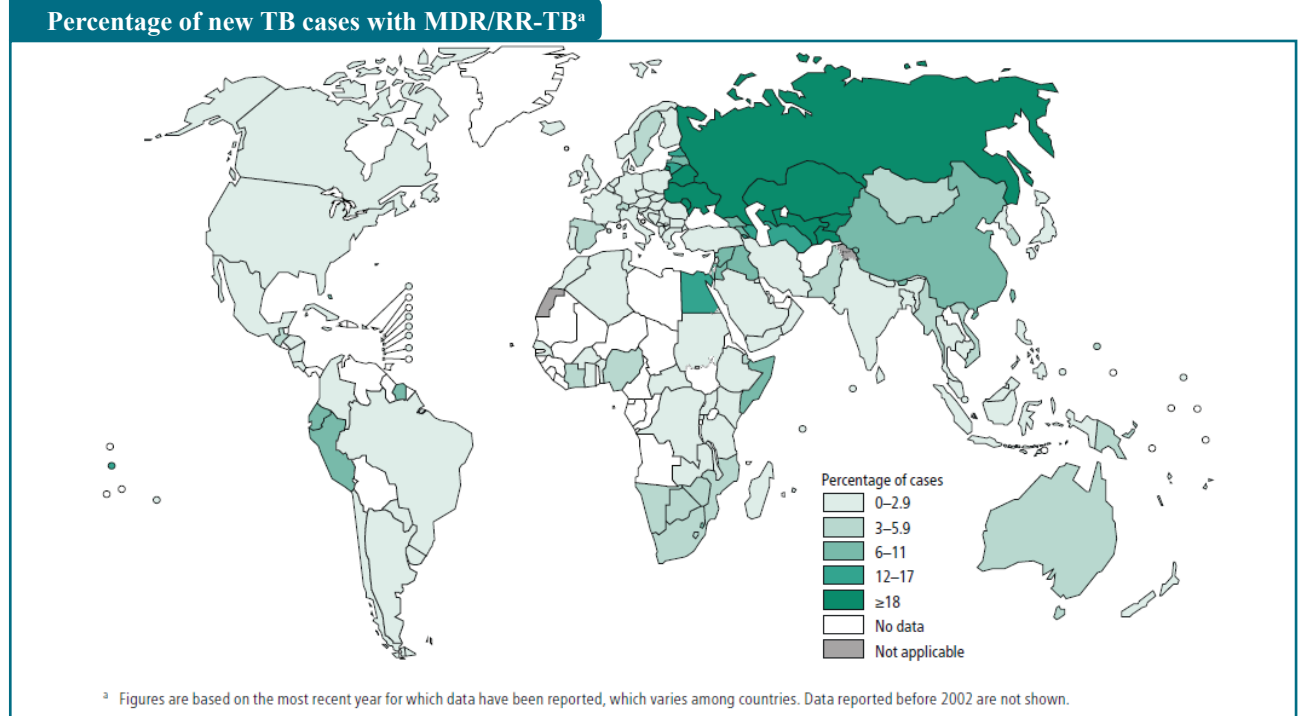 Percentage of new TB cases with MDR/RR-TBᵃ
Percentage of cases
0–2.9
3–5.9
6–11
12–17
≥18
No data
Not applicable
ᵃ Figures are based on the most recent year for which data have been reported, which varies among countries. Data reported before 2002 are not shown.